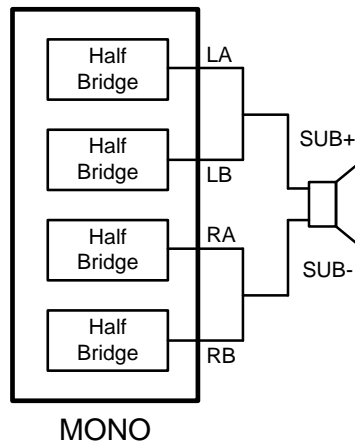 Half
Bridge
LA
Half
Bridge
LB
SUB+
Half
Bridge
RA
SUB-
Half
Bridge
RB
MONO